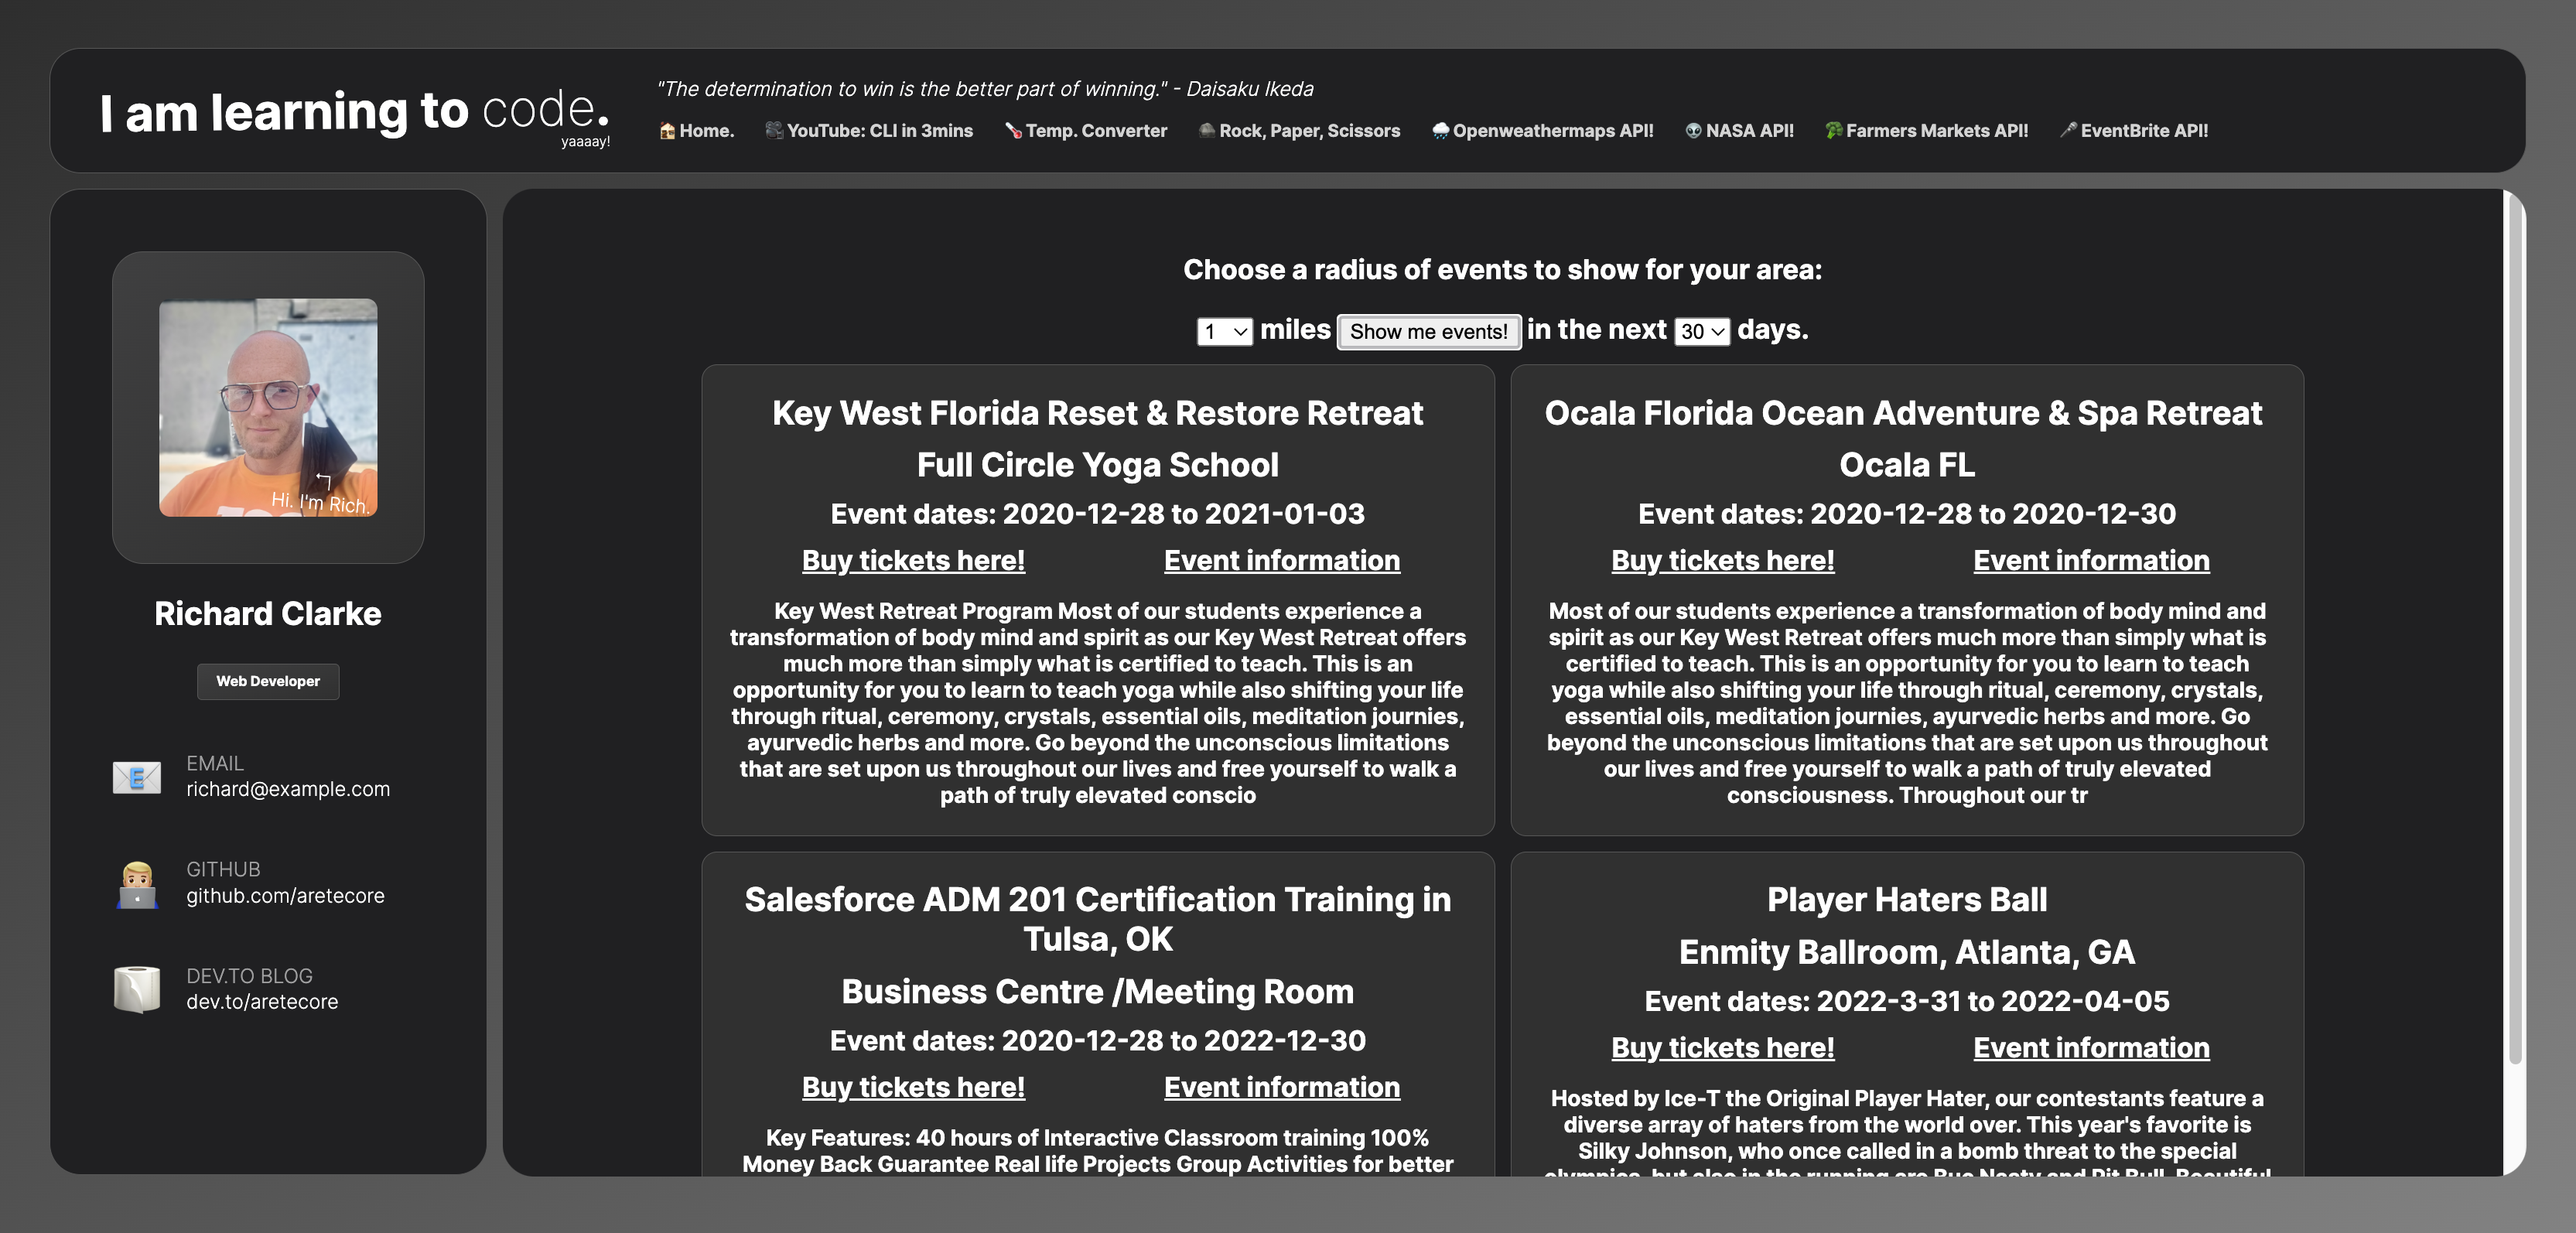 I am learning to code.
yaaaay!
"The determination to win is the better part of winning." - Daisaku Ikeda
Home.
YouTube: CLI in 3mins
Temp. Converter
Rock, Paper, Scissors
Openweathermaps API!
NASA API!
Farmers Markets API!
EventBrite API!
Hi. I'm Rich.
Richard Clarke
Web Developer
EMAIL
richard@example.com
GITHUB
github.com/aretecore
DEV.TO BLOG
dev.to/aretecore
Choose a radius of events to show for your area:
1 miles Show me events! in the next 30 days.
Key West Florida Reset & Restore Retreat
Full Circle Yoga School
Event dates: 2020-12-28 to 2021-01-03
Buy tickets here!
Event information
Key West Retreat Program Most of our students experience a
transformation of body mind and spirit as our Key West Retreat offers
much more than simply what is certified to teach. This is an
opportunity for you to learn to teach yoga while also shifting your life
through ritual, ceremony, crystals, essential oils, meditation journies,
ayurvedic herbs and more. Go beyond the unconscious limitations
that are set upon us throughout our lives and free yourself to walk a
path of truly elevated conscio
Ocala Florida Ocean Adventure & Spa Retreat
Ocala FL
Event dates: 2020-12-28 to 2020-12-30
Buy tickets here!
Event information
Most of our students experience a transformation of body mind and
spirit as our Key West Retreat offers much more than simply what is
certified to teach. This is an opportunity for you to learn to teach
yoga while also shifting your life through ritual, ceremony, crystals,
essential oils, meditation journies, ayurvedic herbs and more. Go
beyond the unconscious limitations that are set upon us throughout
our lives and free yourself to walk a path of truly elevated
consciousness. Throughout our tr
Salesforce ADM 201 Certification Training in
Tulsa, OK
Business Centre /Meeting Room
Event dates: 2020-12-28 to 2022-12-30
Buy tickets here!
Event information
Key Features: 40 hours of Interactive Classroom training 100%
Money Back Guarantee Real life Projects Group Activities for better
Player Haters Ball
Enmity Ballroom, Atlanta, GA
Event dates: 2022-3-31 to 2022-04-05
Buy tickets here!
Event information
Hosted by Ice-T the Original Player Hater, our contestants feature a
diverse array of haters from the world over. This year's favorite is
Silky Johnson, who once called in a bomb threat to the special
olympics, but also in the running are Buc Nasty and Pit Bull. Beautiful